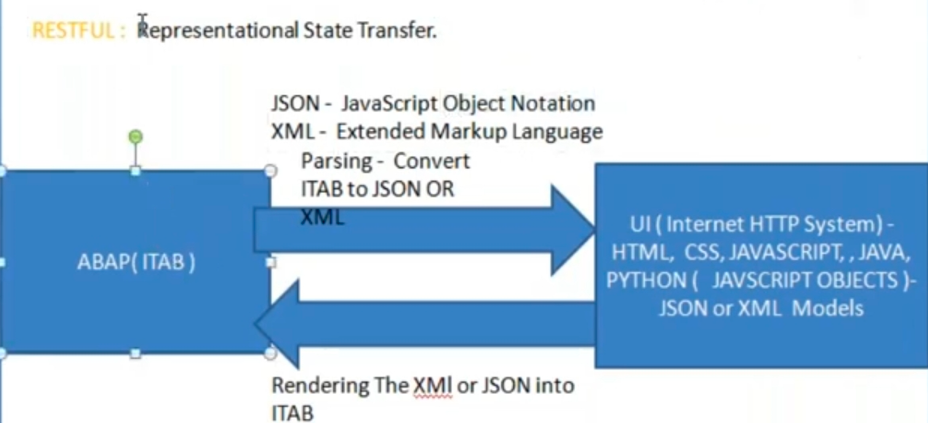 RESTFUL : Representational State Transfer.
JSON - JavaScript Object Notation
XML - Extended Markup Language
Parsing - Convert
ITAB to JSON OR
XML
ABAP( ITAB )
UI ( Internet HTTP System) -
HTML, CSS, JAVASCRIPT, , JAVA,
PYTHON ( JAVSCRIPT OBJECTS )-
JSON or XML Models
Rendering The XMl or JSON into
ITAB